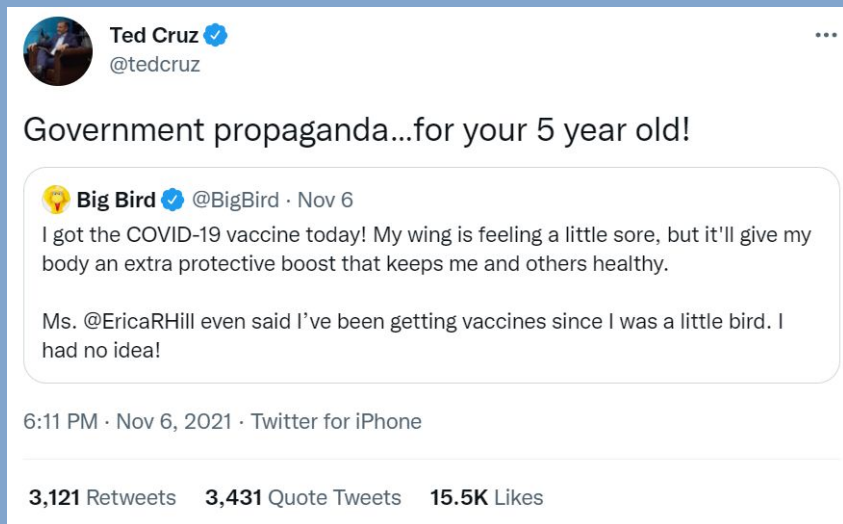 Ted Cruz
@tedcruz
Government propaganda...for your 5 year old!
Big Bird @BigBird · Nov 6
I got the COVID-19 vaccine today! My wing is feeling a little sore, but it'll give my
body an extra protective boost that keeps me and others healthy.
Ms. @EricaRHill even said I’ve been getting vaccines since I was a little bird. I
had no idea!
6:11 PM · Nov 6, 2021 · Twitter for iPhone
3,121 Retweets 3,431 Quote Tweets 15.5K Likes